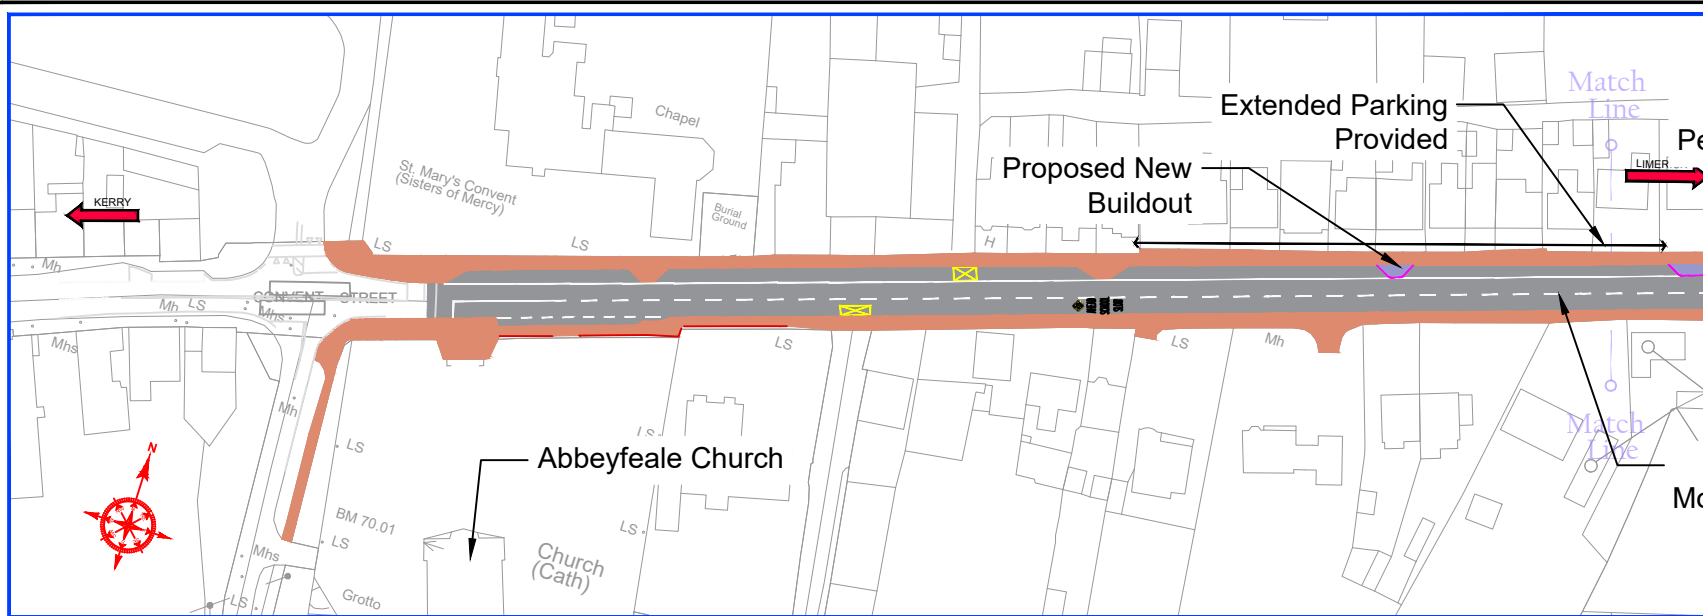 Match
Line
Extended Parking
Provided
Pe
LIMER
Chapel
Proposed New
Buildout
St. Mary's Convent
(Sisters of Mercy)
KERRY
Burial
Ground
LS
LS
H
Mh
CONVENT STREET
Mh
LS
Mhs
Mhs
LS
LS
Mh
Mh
Match
Line
LS
LS
Abbeyfeale Church
N
BM 70.01
LS
LS
Mo
Mhs
Church
(Cath)
Grotto
LS